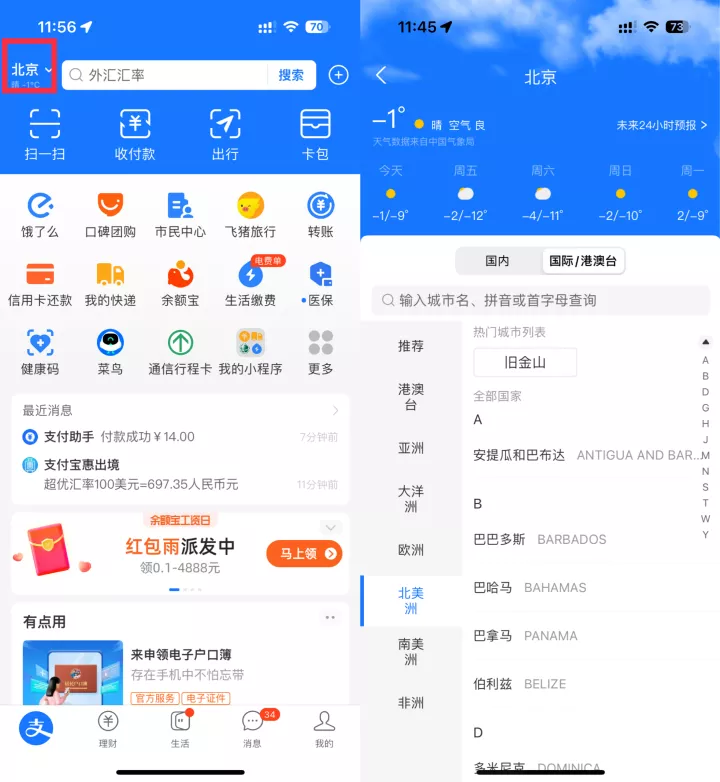 11:56
70
北京
晴 -1°C
外汇汇率
搜索
扫一扫
收付款
出行
卡包
饿了么
口碑团购
市民中心
飞猪旅行
转账
信用卡还款
我的快递
余额宝
电费单
生活缴费
医保
健康码
菜鸟
通信行程卡
我的小程序
更多
最近消息
支付助手 付款成功¥14.00
7分钟前
支付宝惠出境
超优汇率100美元=697.35人民币元
11分钟前
余额宝工资日
红包雨派发中
领0.1-4888元
马上领
有点用
来申领电子户口簿
存在手机中不怕忘带
官方服务 电子证件
支
理财
生活
34
消息
我的
11:45
73
北京
-1°
晴 空气 良
未来24小时预报 >
天气数据来自中国气象局
今天
周五
周六
周日
周一
-1/-9°
-2/-12°
-4/-11°
-2/-10°
2/-9°
国内
国际/港澳台
输入城市名、拼音或首字母查询
推荐
港澳
台
亚洲
大洋
洲
欧洲
北美
洲
南美
洲
非洲
热门城市列表
旧金山
全部国家
A
安提瓜和巴布达 ANTIGUA AND BAR...
B
巴巴多斯 BARBADOS
巴哈马 BAHAMAS
巴拿马 PANAMA
伯利兹 BELIZE
D
多米尼克 DOMINICA
A
B
D
G
H
J
M
N
S
T
W
Y